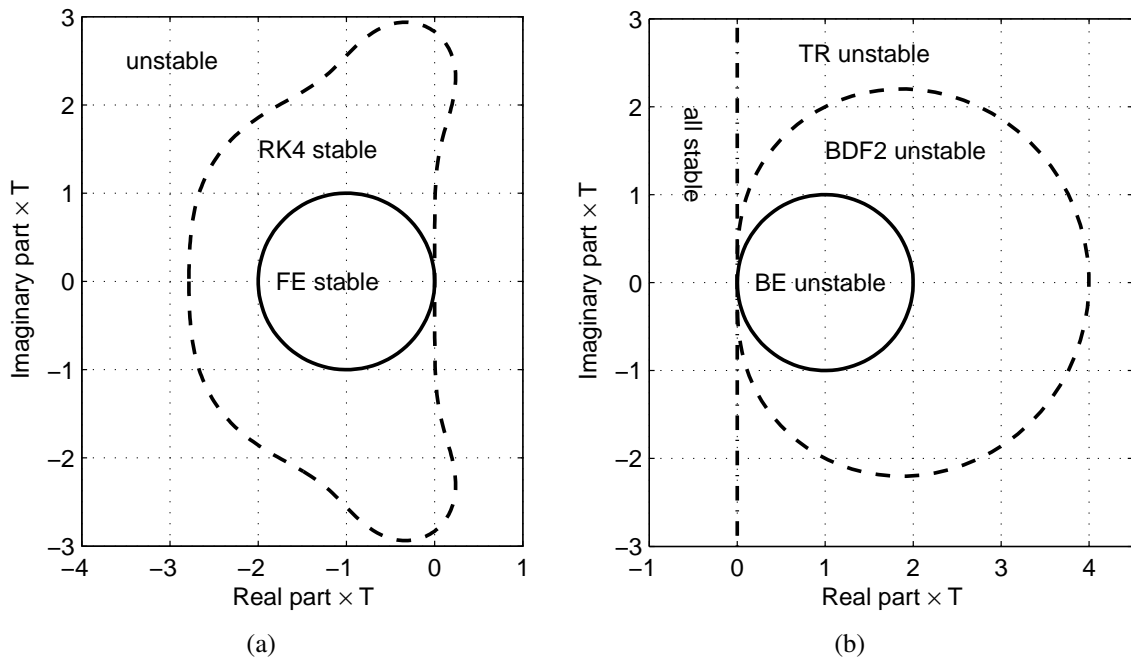 3
2
1
0
−1
−2
−3
−4
−3
−2
−1
0
1
Real part × T
Imaginary part × T
unstable
RK4 stable
FE stable
(a)
3
2
1
0
−1
−2
−3
−1
0
1
2
3
4
Real part × T
Imaginary part × T
TR unstable
all stable
BDF2 unstable
BE unstable
(b)